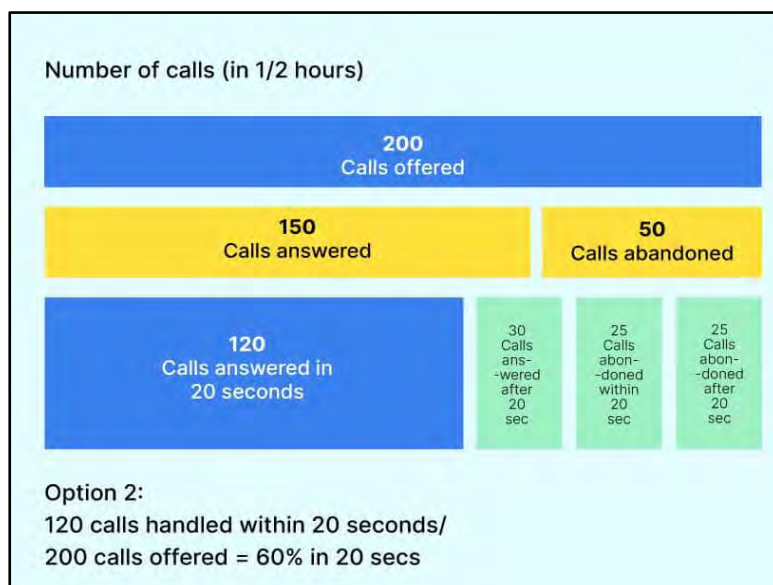 Number of calls (in 1/2 hours)
200
Calls offered
150
Calls answered
50
Calls abandoned
120
Calls answered in
20 seconds
30
Calls
ans-
-wered
after
20
sec
25
Calls
abon-
-doned
within
20
sec
25
Calls
abon-
-doned
after
20
sec
Option 2:
120 calls handled within 20 seconds/
200 calls offered = 60% in 20 secs